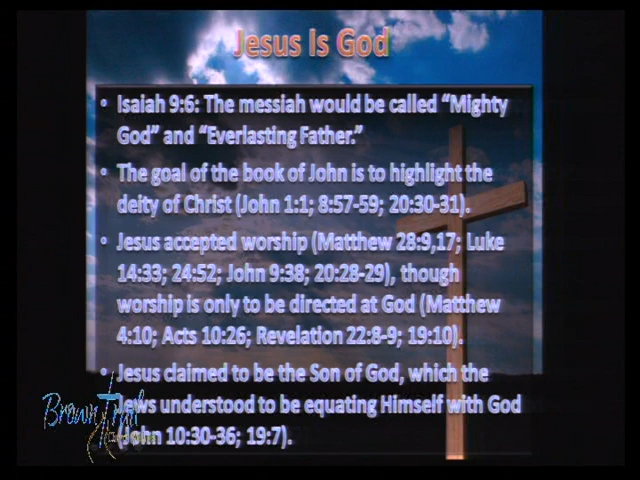 Jesus Is God
• Isaiah 9:6: The messiah would be called “Mighty
God” and “Everlasting Father.”
• The goal of the book of John is to highlight the
deity of Christ (John 1:1; 8:57-59; 20:30-31).
• Jesus accepted worship (Matthew 28:9,17; Luke
14:33; 24:52; John 9:38; 20:28-29), though
worship is only to be directed at God (Matthew
4:10; Acts 10:26; Revelation 22:8-9; 19:10).
• Jesus claimed to be the Son of God, which the
Jews understood to be equating Himself with God
(John 10:30-36; 19:7).
Brown Trail